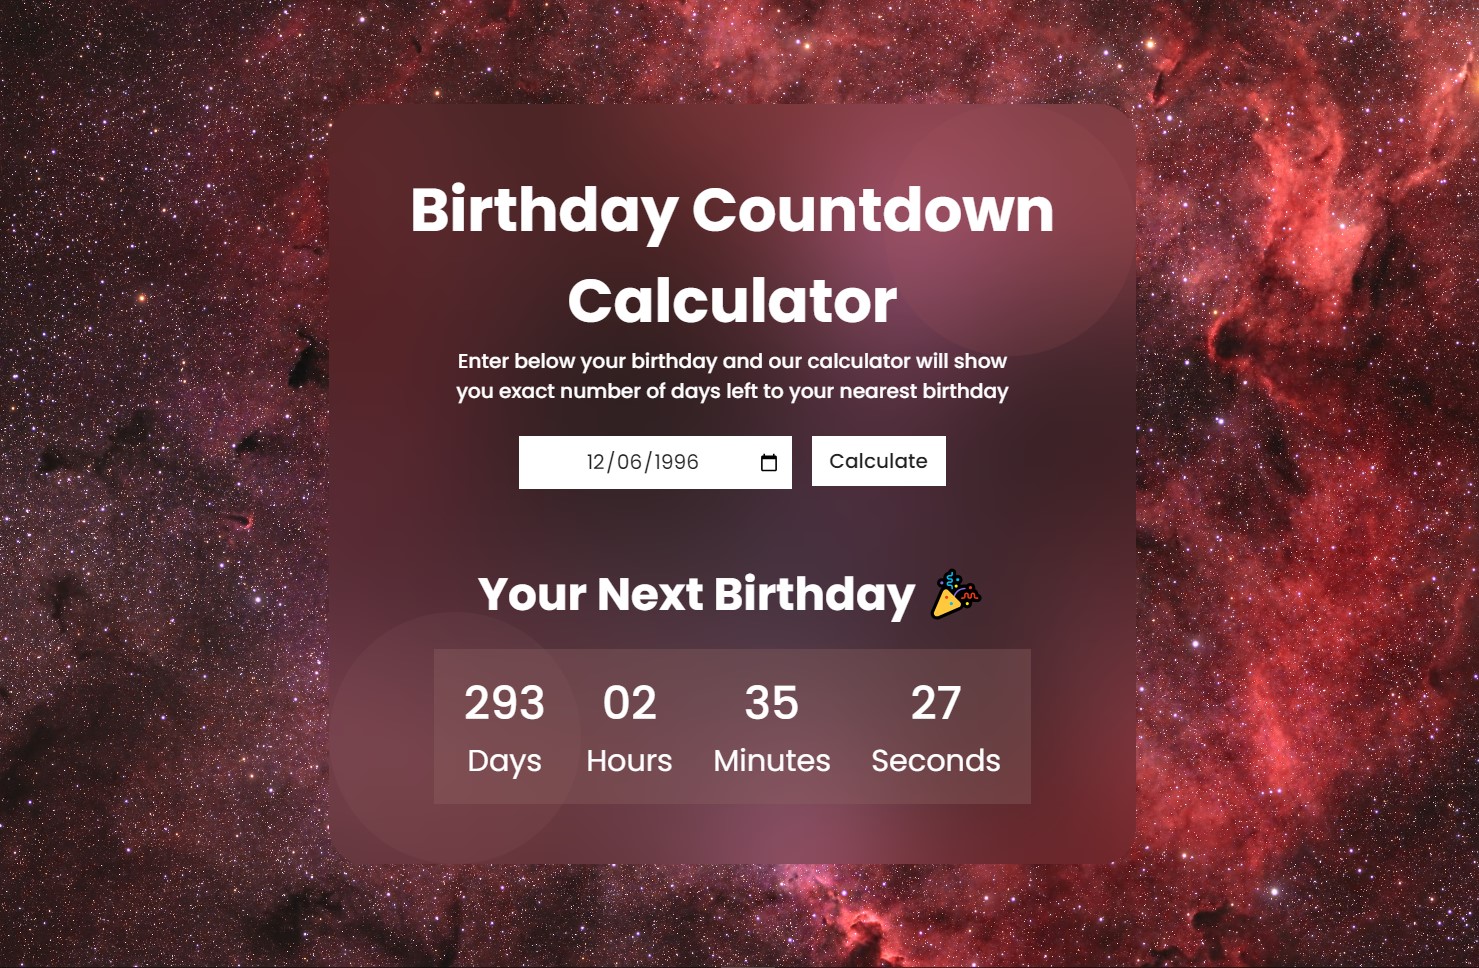 Birthday Countdown
Calculator
Enter below your birthday and our calculator will show
you exact number of days left to your nearest birthday
12/06/1996 Calculate
Your Next Birthday 🎉
293 02 35 27
Days Hours Minutes Seconds